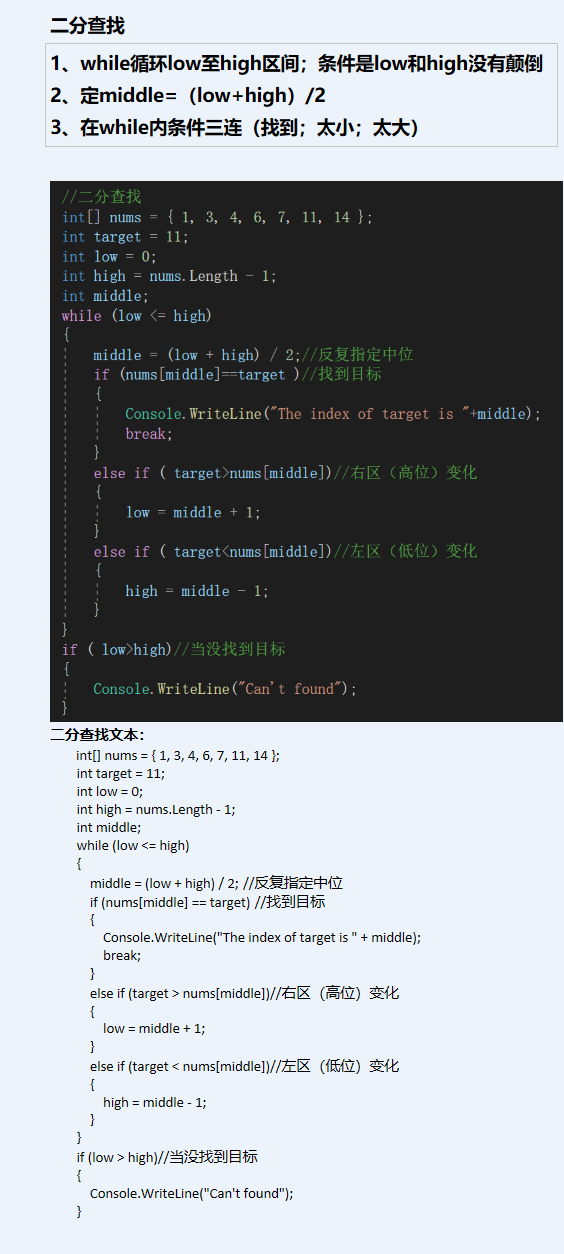 二分查找
1、while循环low至high区间；条件是low和high没有颠倒
2、定middle=（low+high）/2
3、在while内条件三连（找到；太小；太大）
//二分查找
int[] nums = { 1, 3, 4, 6, 7, 11, 14 };
int target = 11;
int low = 0;
int high = nums.Length - 1;
int middle;
while (low <= high)
{
middle = (low + high) / 2;//反复指定中位
if (nums[middle]==target )//找到目标
{
Console.WriteLine("The index of target is "+middle);
break;
}
else if ( target>nums[middle])//右区（高位）变化
{
low = middle + 1;
}
else if ( target<nums[middle])//左区（低位）变化
{
high = middle - 1;
}
}
if ( low>high)//当没找到目标
{
Console.WriteLine("Can't found");
}
二分查找文本：
int[] nums = { 1, 3, 4, 6, 7, 11, 14 };
int target = 11;
int low = 0;
int high = nums.Length - 1;
int middle;
while (low <= high)
{
middle = (low + high) / 2; //反复指定中位
if (nums[middle] == target) //找到目标
{
Console.WriteLine("The index of target is " + middle);
break;
}
else if (target > nums[middle])//右区（高位）变化
{
low = middle + 1;
}
else if (target < nums[middle])//左区（低位）变化
{
high = middle - 1;
}
}
if (low > high)//当没找到目标
{
Console.WriteLine("Can't found");
}